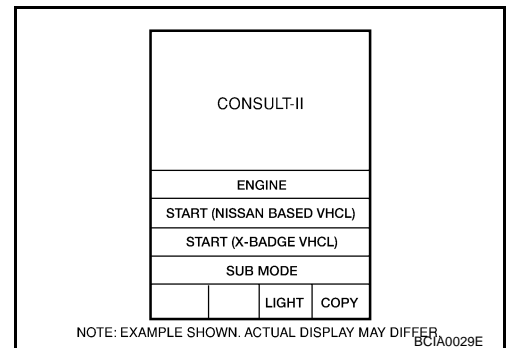 CONSULT-II
ENGINE
START (NISSAN BASED VHCL)
START (X-BADGE VHCL)
SUB MODE
LIGHT COPY
NOTE: EXAMPLE SHOWN. ACTUAL DISPLAY MAY DIFFER.
BCIA0029E